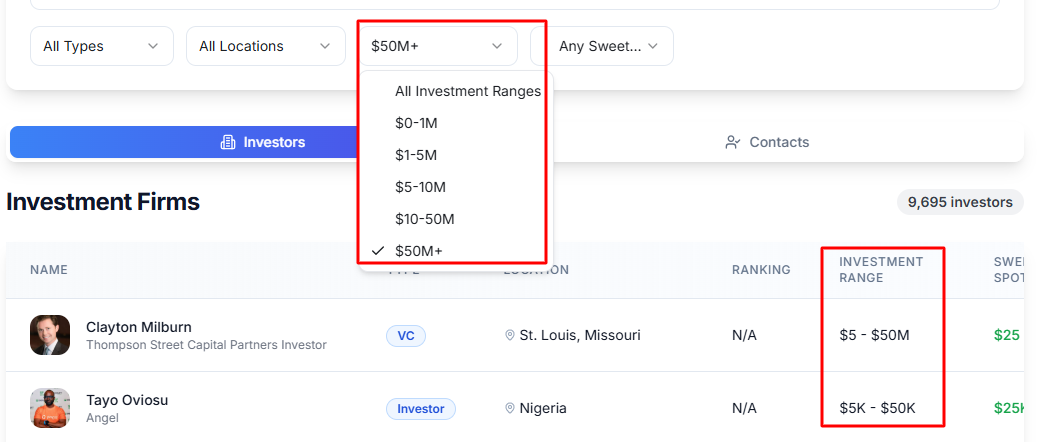 All Types
All Locations
$50M+
Any Sweet...
All Investment Ranges
$0-1M
$1-5M
$5-10M
$10-50M
$50M+
Investors
Contacts
Investment Firms
9,695 investors
NAME
TYPE
LOCATION
RANKING
INVESTMENT
RANGE
SWE
SPOT
Clayton Milburn
Thompson Street Capital Partners Investor
VC
St. Louis, Missouri
N/A
$5 - $50M
$25
Tayo Oviosu
Angel
Investor
Nigeria
N/A
$5K - $50K
$25K